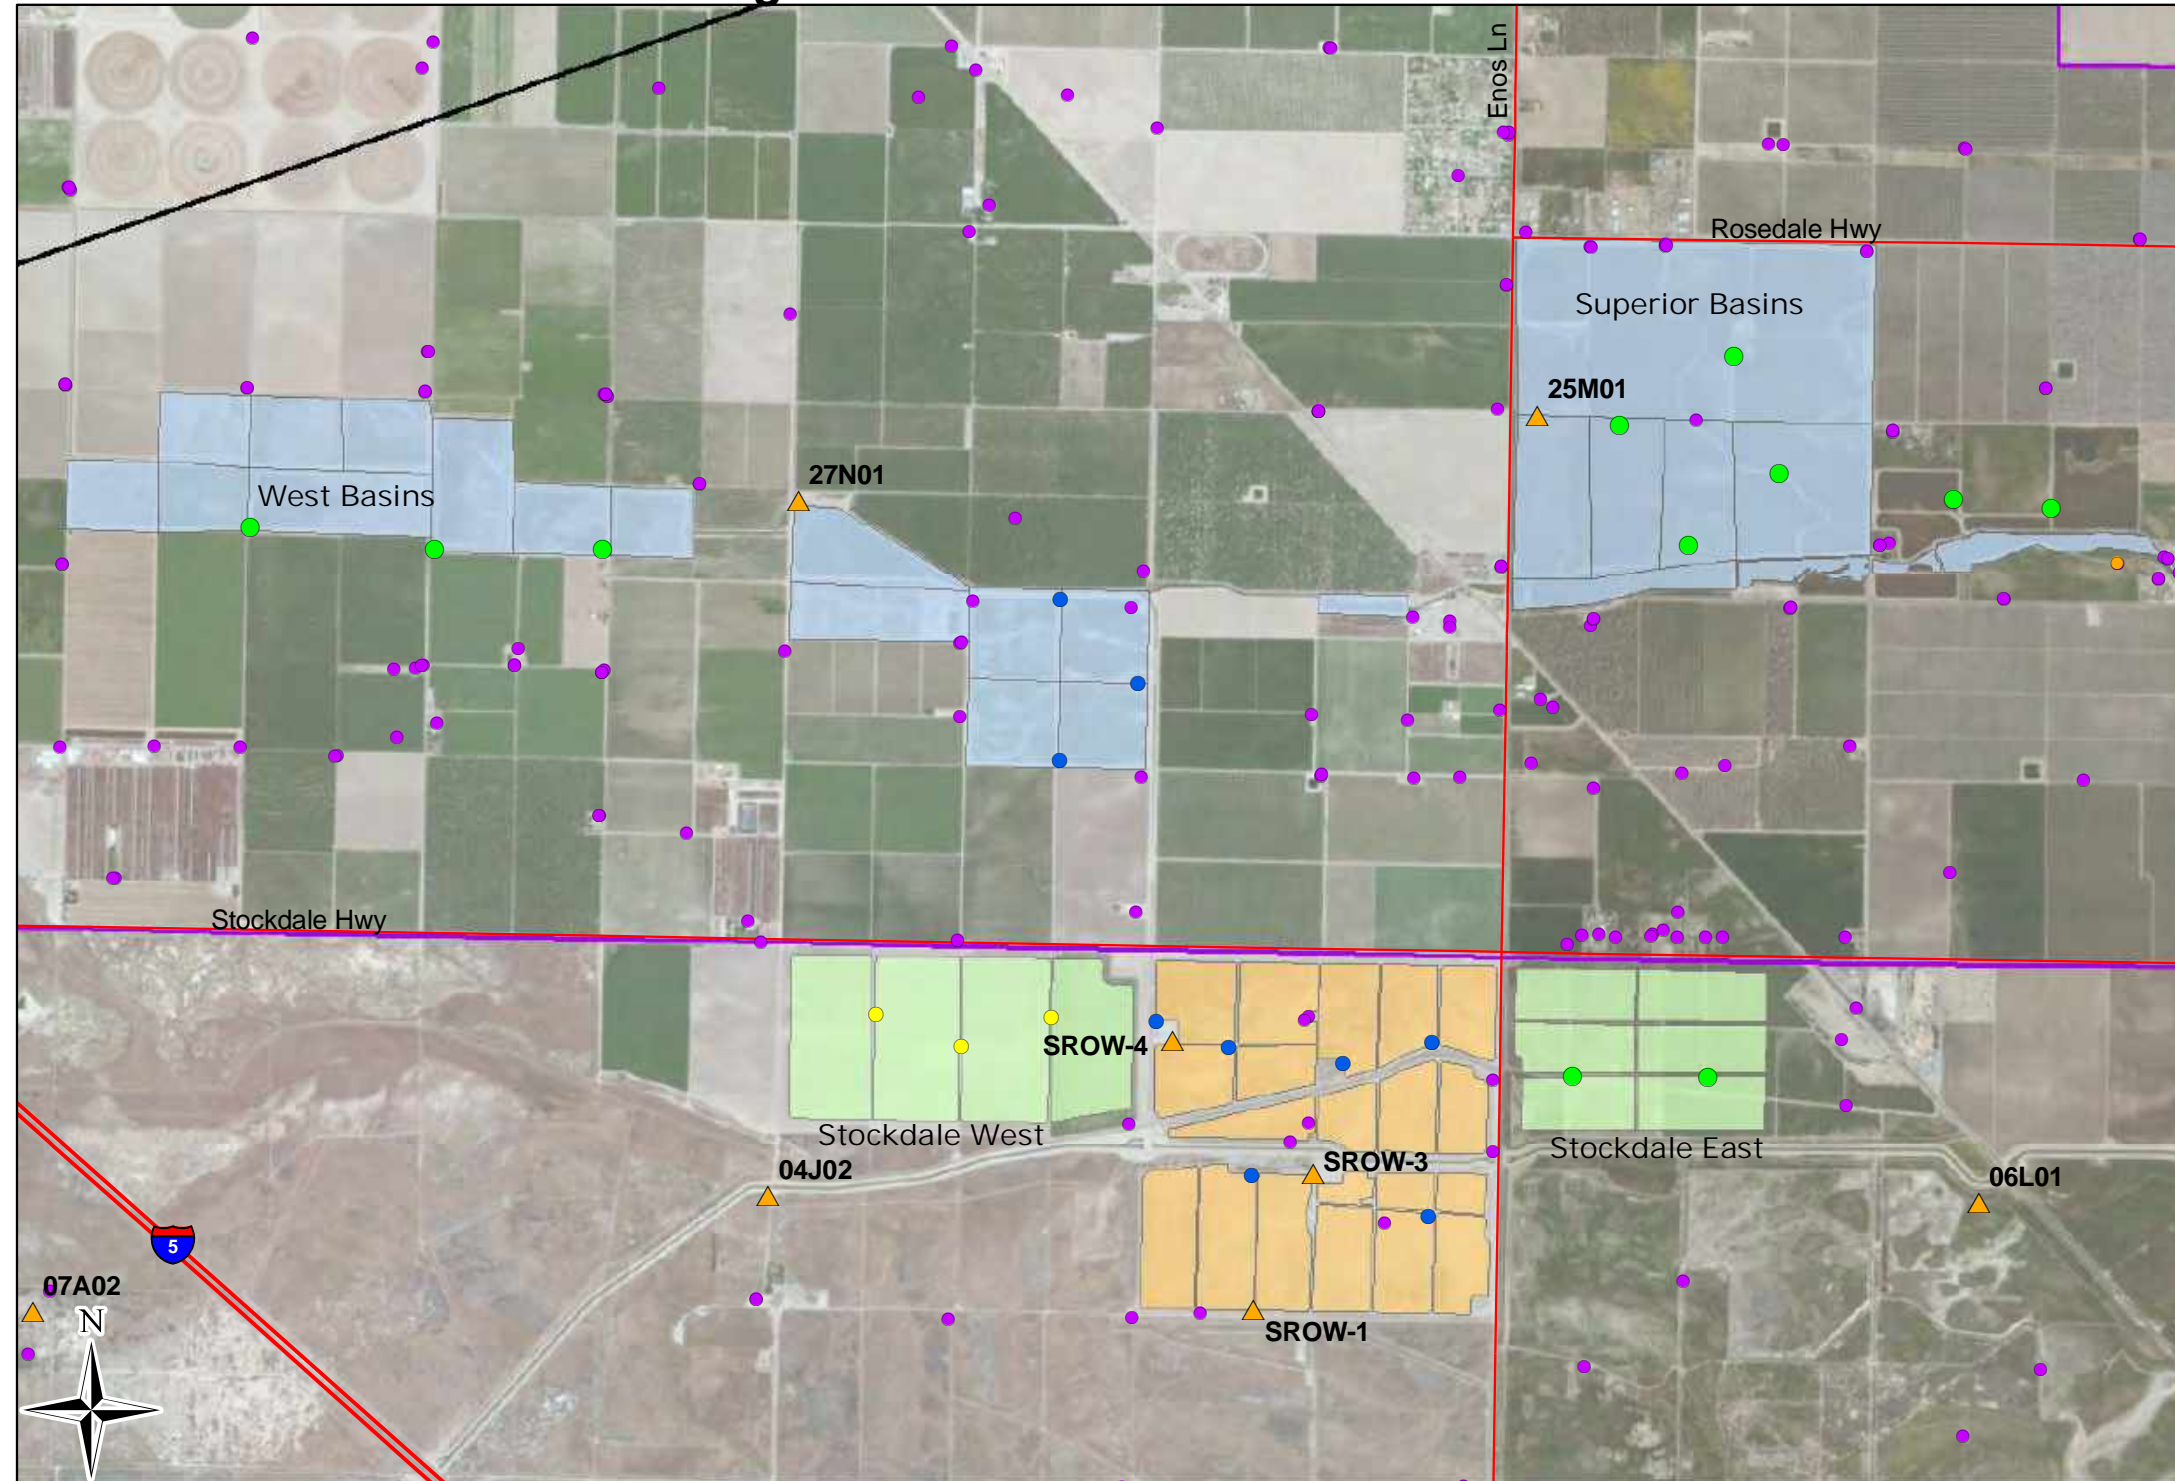 Enos Ln
Rosedale Hwy
Superior Basins
25M01
27N01
West Basins
Stockdale Hwy
SROW-4
Stockdale West
Stockdale East
SROW-3
04J02
06L01
5
07A02
N
SROW-1